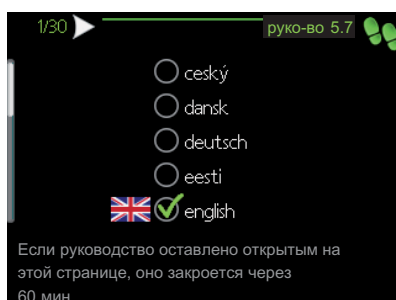 1/30
руко-во 5.7
ceský
dansk
deutsch
eesti
english
Если руководство оставлено открытым на
этой странице, оно закроется через
60 мин